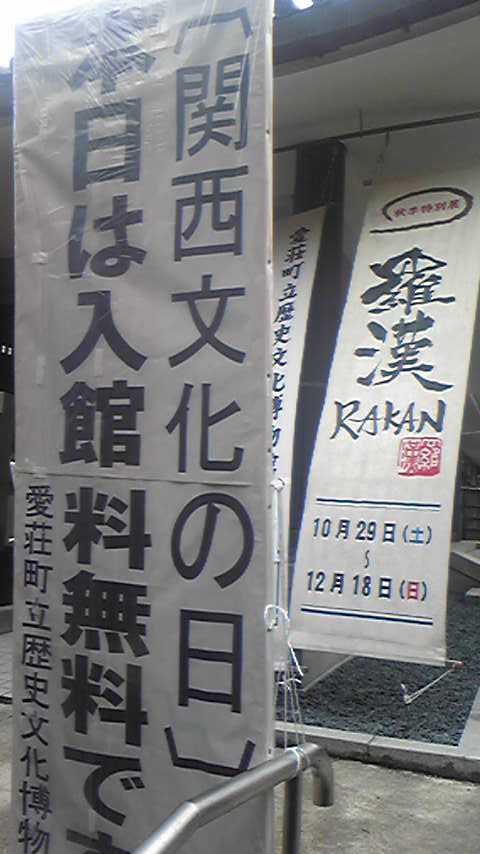 〔関西文化の日〕
本日は入館料無料です
愛荘町立歴史文化博物
愛荘町立歴史文化博物館
秋季特別展
羅漢
RAKAN
羅漢
10月29日(土)
~
12月18日(日)